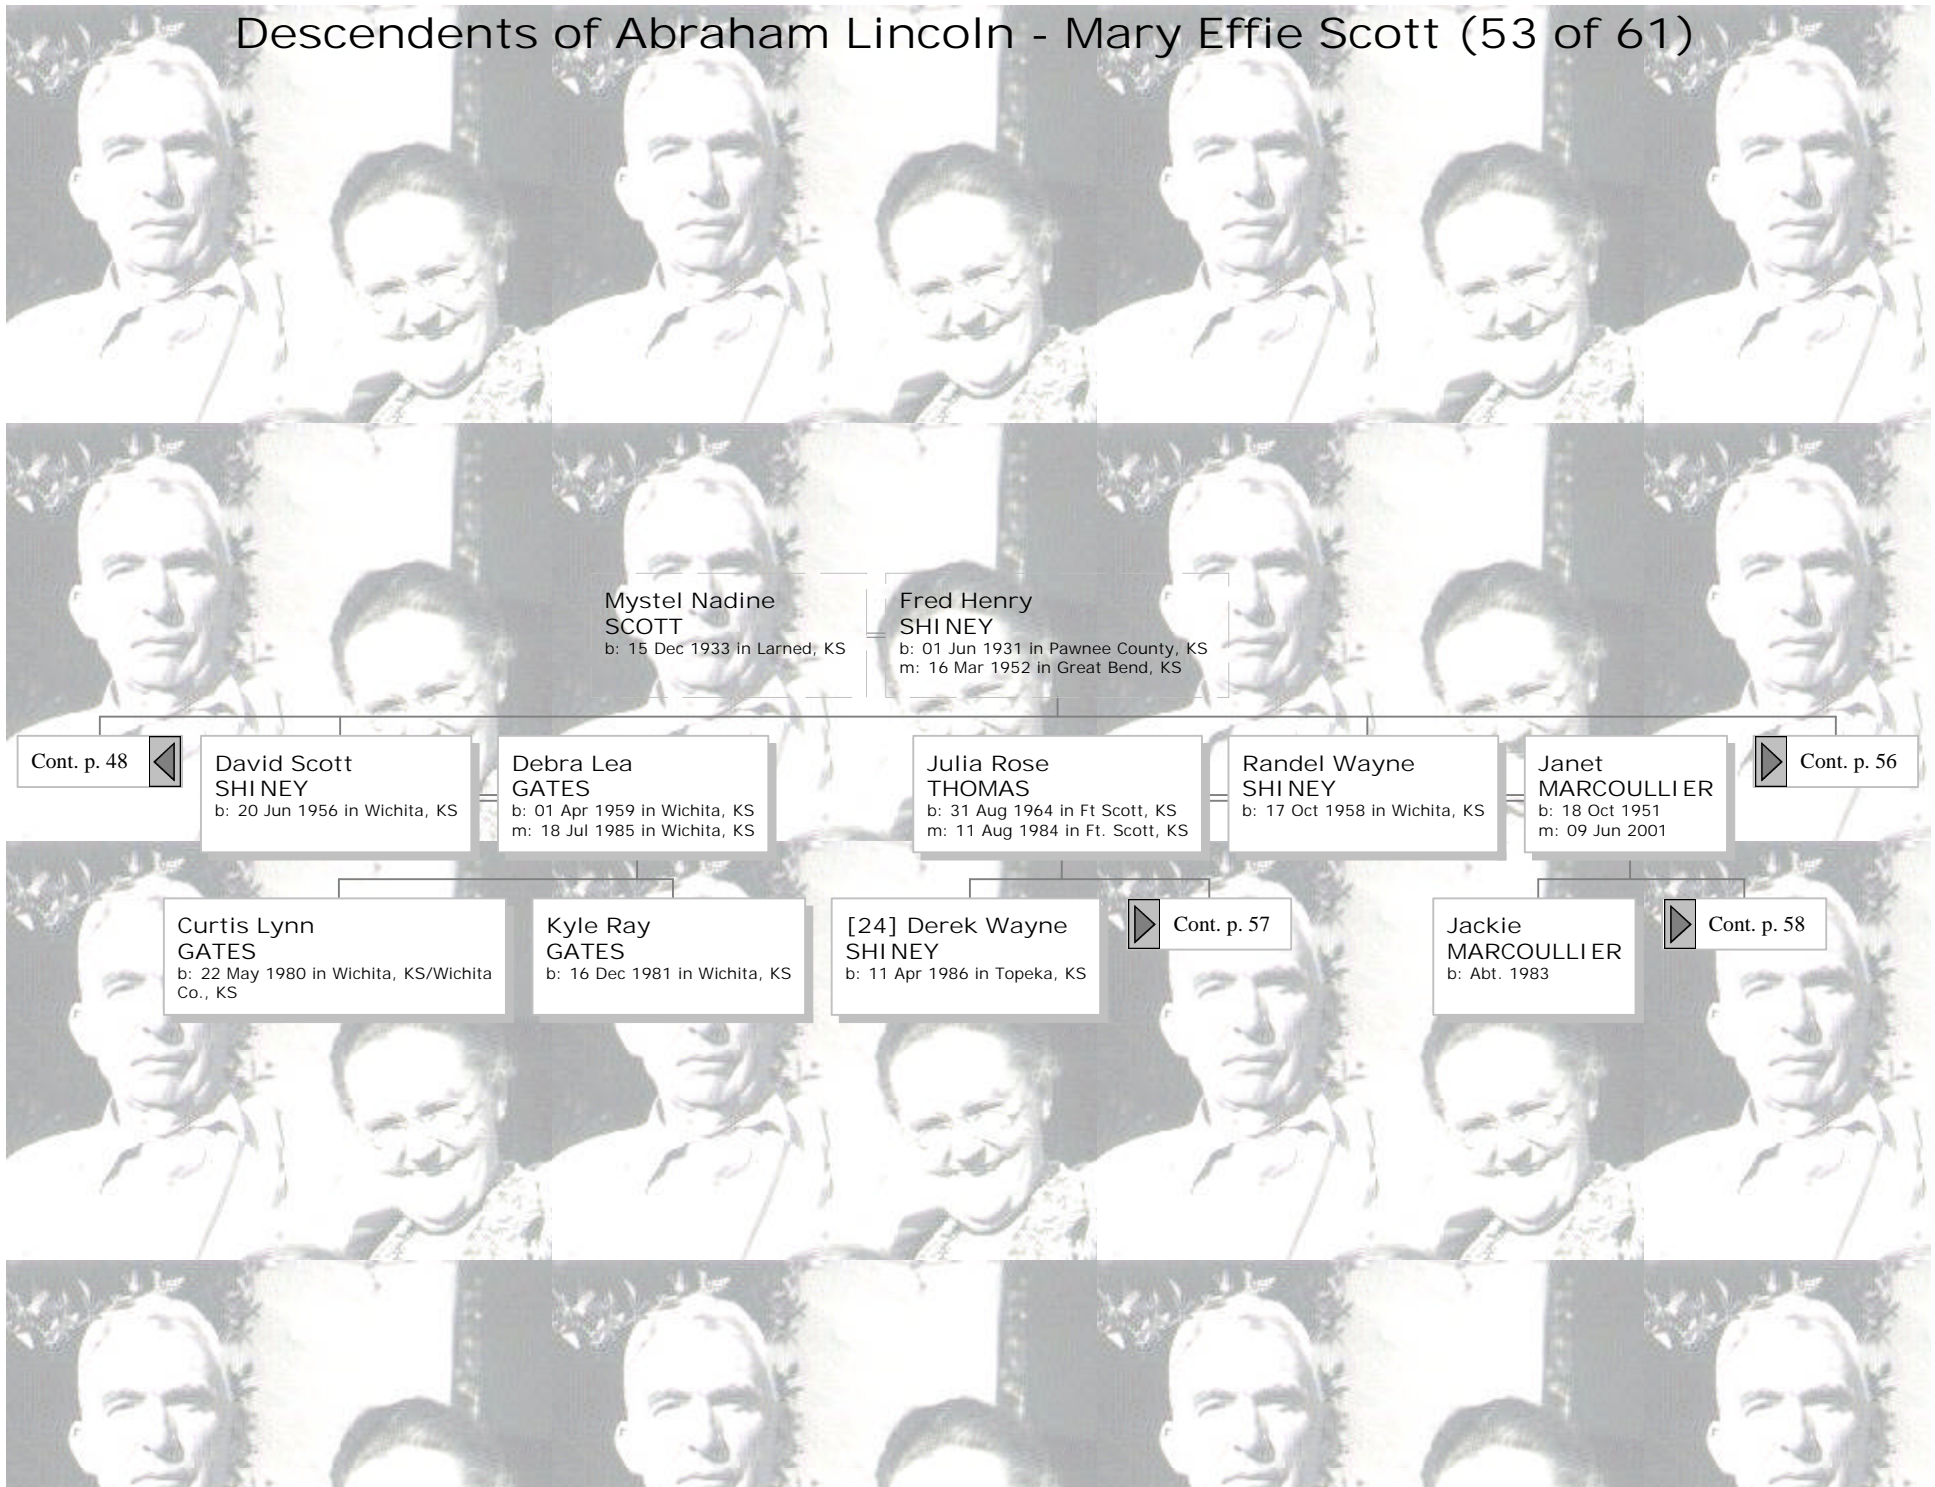 Descendents of Abraham Lincoln - Mary Effie Scott (53 of 61)
Mystel Nadine
SCOTT
b: 15 Dec 1933 in Larned, KS
Fred Henry
SHINEY
b: 01 Jun 1931 in Pawnee County, KS
m: 16 Mar 1952 in Great Bend, KS
Cont. p. 48
David Scott
SHINEY
b: 20 Jun 1956 in Wichita, KS
Debra Lea
GATES
b: 01 Apr 1959 in Wichita, KS
m: 18 Jul 1985 in Wichita, KS
Julia Rose
THOMAS
b: 31 Aug 1964 in Ft Scott, KS
m: 11 Aug 1984 in Ft. Scott, KS
Randel Wayne
SHINEY
b: 17 Oct 1958 in Wichita, KS
Janet
MARCOULLIER
b: 18 Oct 1951
m: 09 Jun 2001
Cont. p. 56
Curtis Lynn
GATES
b: 22 May 1980 in Wichita, KS/Wichita
Co., KS
Kyle Ray
GATES
b: 16 Dec 1981 in Wichita, KS
[24] Derek Wayne
SHINEY
b: 11 Apr 1986 in Topeka, KS
Cont. p. 57
Jackie
MARCOULLIER
b: Abt. 1983
Cont. p. 58